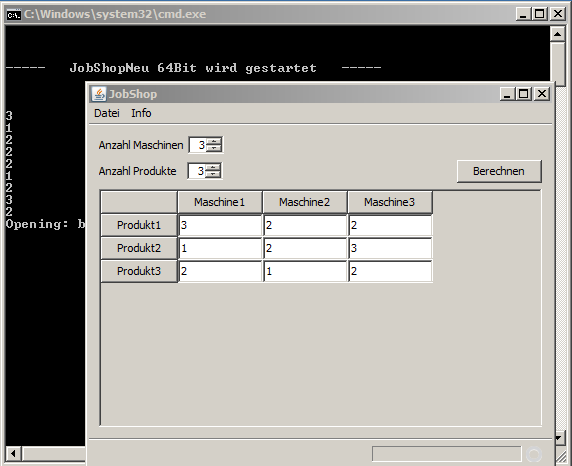 C:\Windows\system32\cmd.exe
-----   JobShopNeu 64Bit wird gestartet   -----
3
1
2
2
2
1
2
3
2
Opening: b
JobShop
Datei Info
Anzahl Maschinen 3
Anzahl Produkte 3
Berechnen
Maschine1 Maschine2 Maschine3
Produkt1 3 2 2
Produkt2 1 2 3
Produkt3 2 1 2